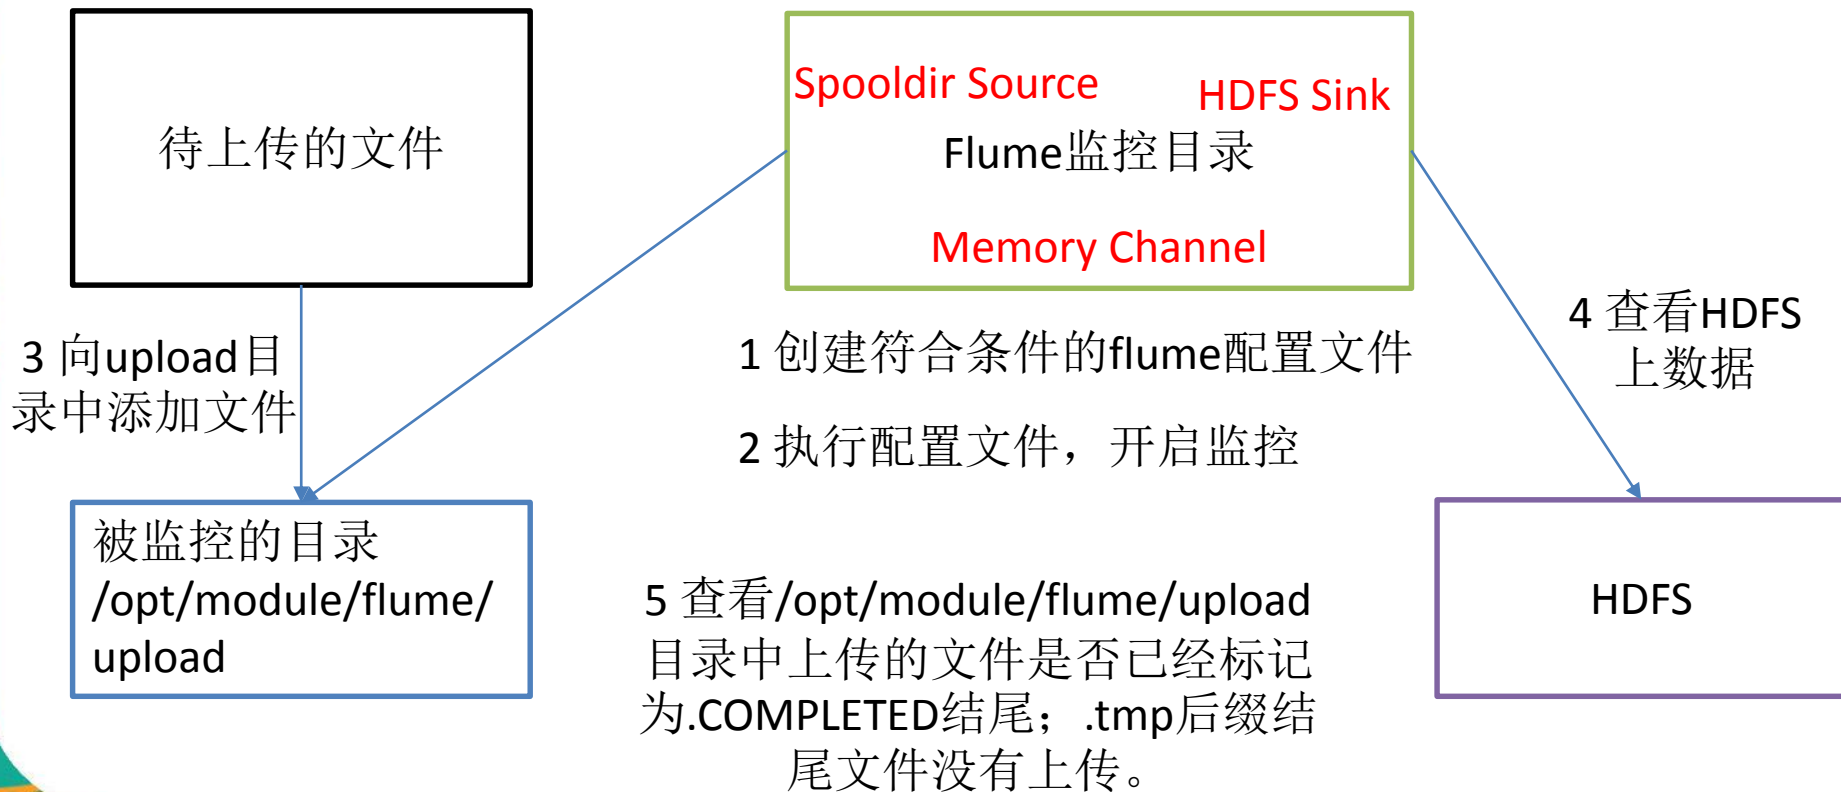 待上传的文件
Spooldir Source
HDFS Sink
Flume监控目录
Memory Channel
3 向upload目
录中添加文件
1 创建符合条件的flume配置文件
2 执行配置文件，开启监控
4 查看HDFS
上数据
被监控的目录
/opt/module/flume/
upload
5 查看/opt/module/flume/upload
目录中上传的文件是否已经标记
为.COMPLETED结尾；.tmp后缀结
尾文件没有上传。
HDFS